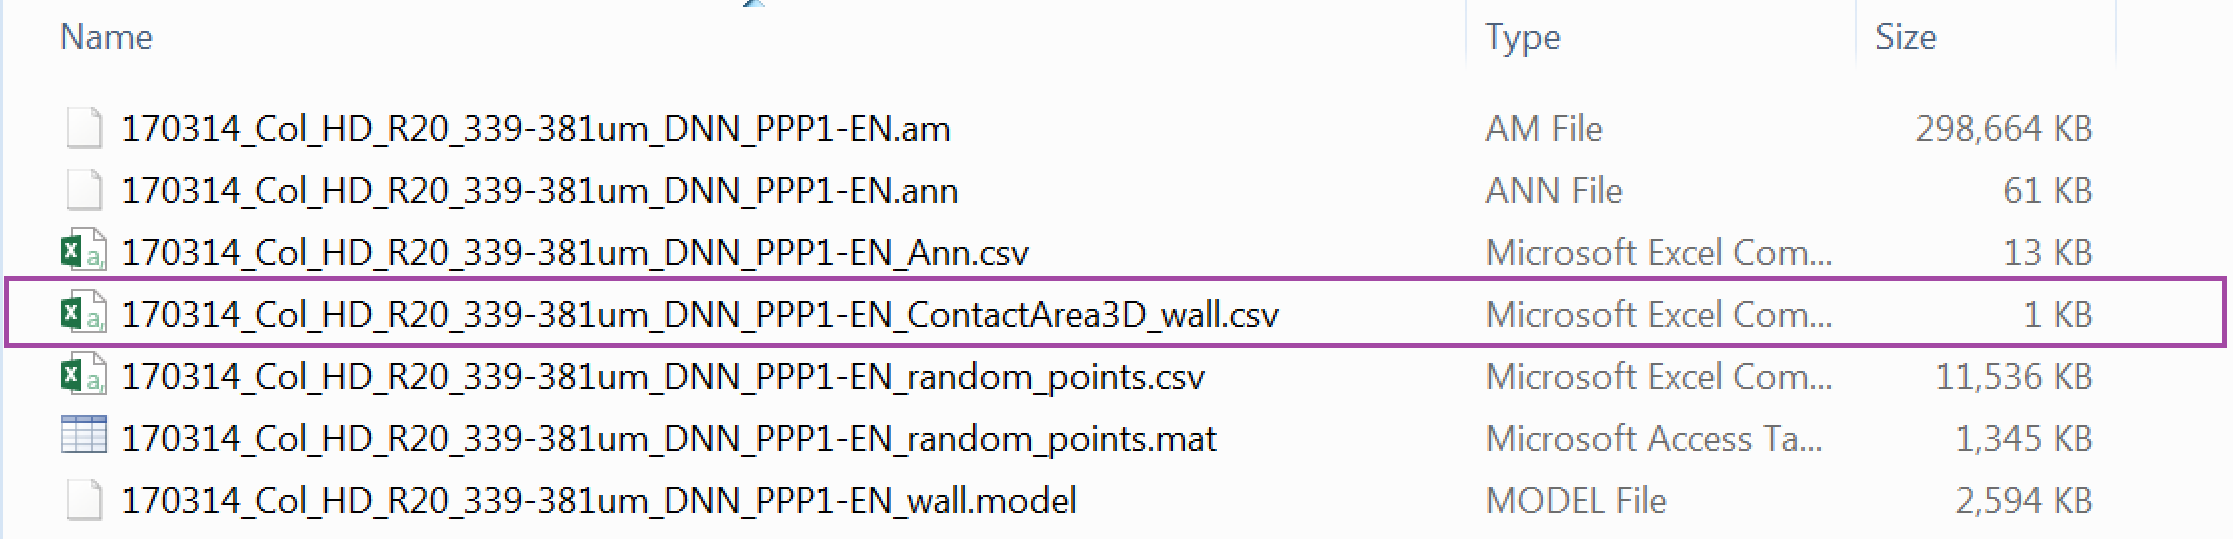 Name Type Size
170314_Col_HD_R20_339-381um_DNN_PPP1-EN.am AM File 298,664 KB
170314_Col_HD_R20_339-381um_DNN_PPP1-EN.ann ANN File 61 KB
170314_Col_HD_R20_339-381um_DNN_PPP1-EN_Ann.csv Microsoft Excel Com... 13 KB
170314_Col_HD_R20_339-381um_DNN_PPP1-EN_ContactArea3D_wall.csv Microsoft Excel Com... 1 KB
170314_Col_HD_R20_339-381um_DNN_PPP1-EN_random_points.csv Microsoft Excel Com... 11,536 KB
170314_Col_HD_R20_339-381um_DNN_PPP1-EN_random_points.mat Microsoft Access Ta... 1,345 KB
170314_Col_HD_R20_339-381um_DNN_PPP1-EN_wall.model MODEL File 2,594 KB